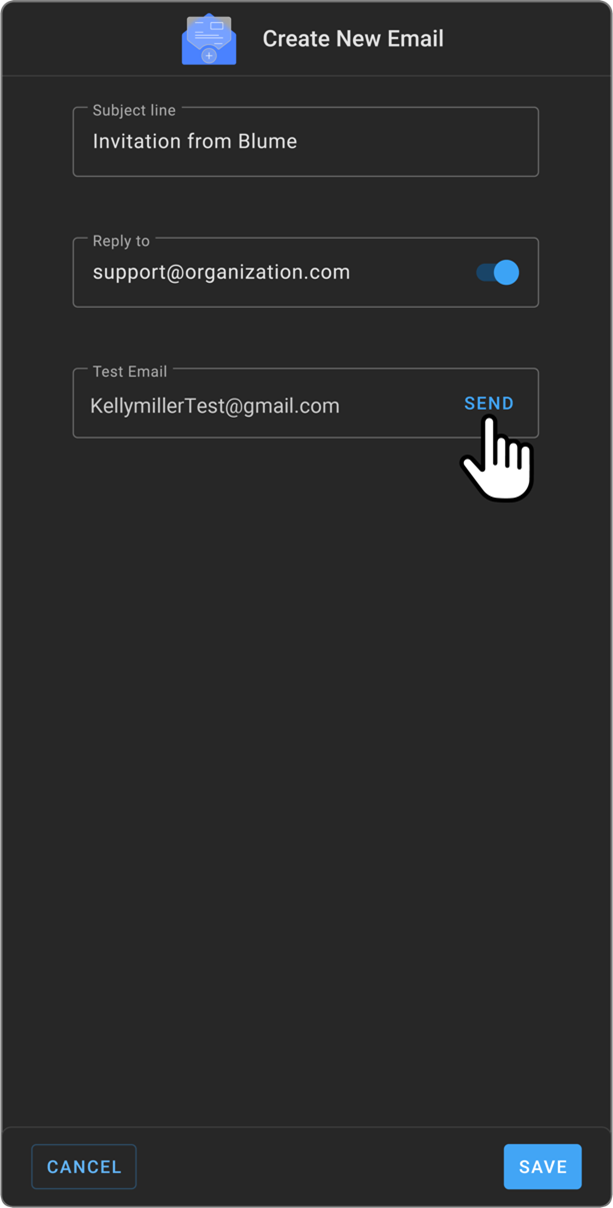 Create New Email
Subject line
Invitation from Blume
Reply to
support@organization.com
Test Email
KellymillerTest@gmail.com SEND
CANCEL SAVE